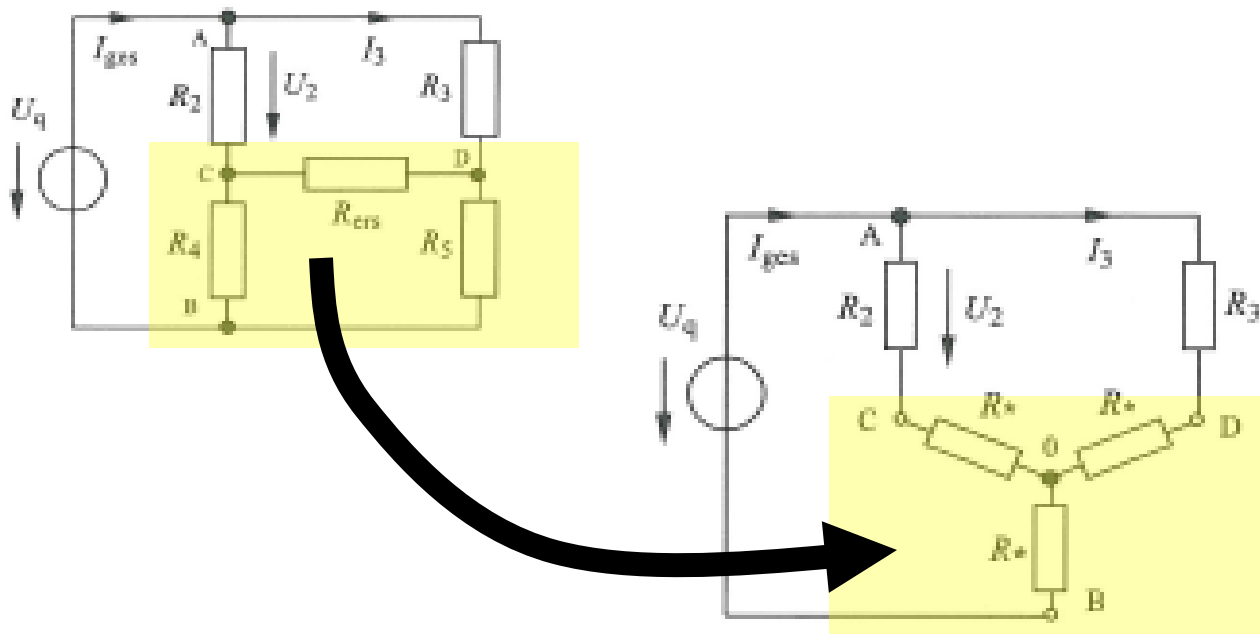 A
I_ges
I_3
R_2
U_2
R_3
U_q
C
D
R_ers
R_4
R_5
B
A
I_ges
I_3
R_2
U_2
R_3
U_q
C
R*
R*
D
0
R*
B